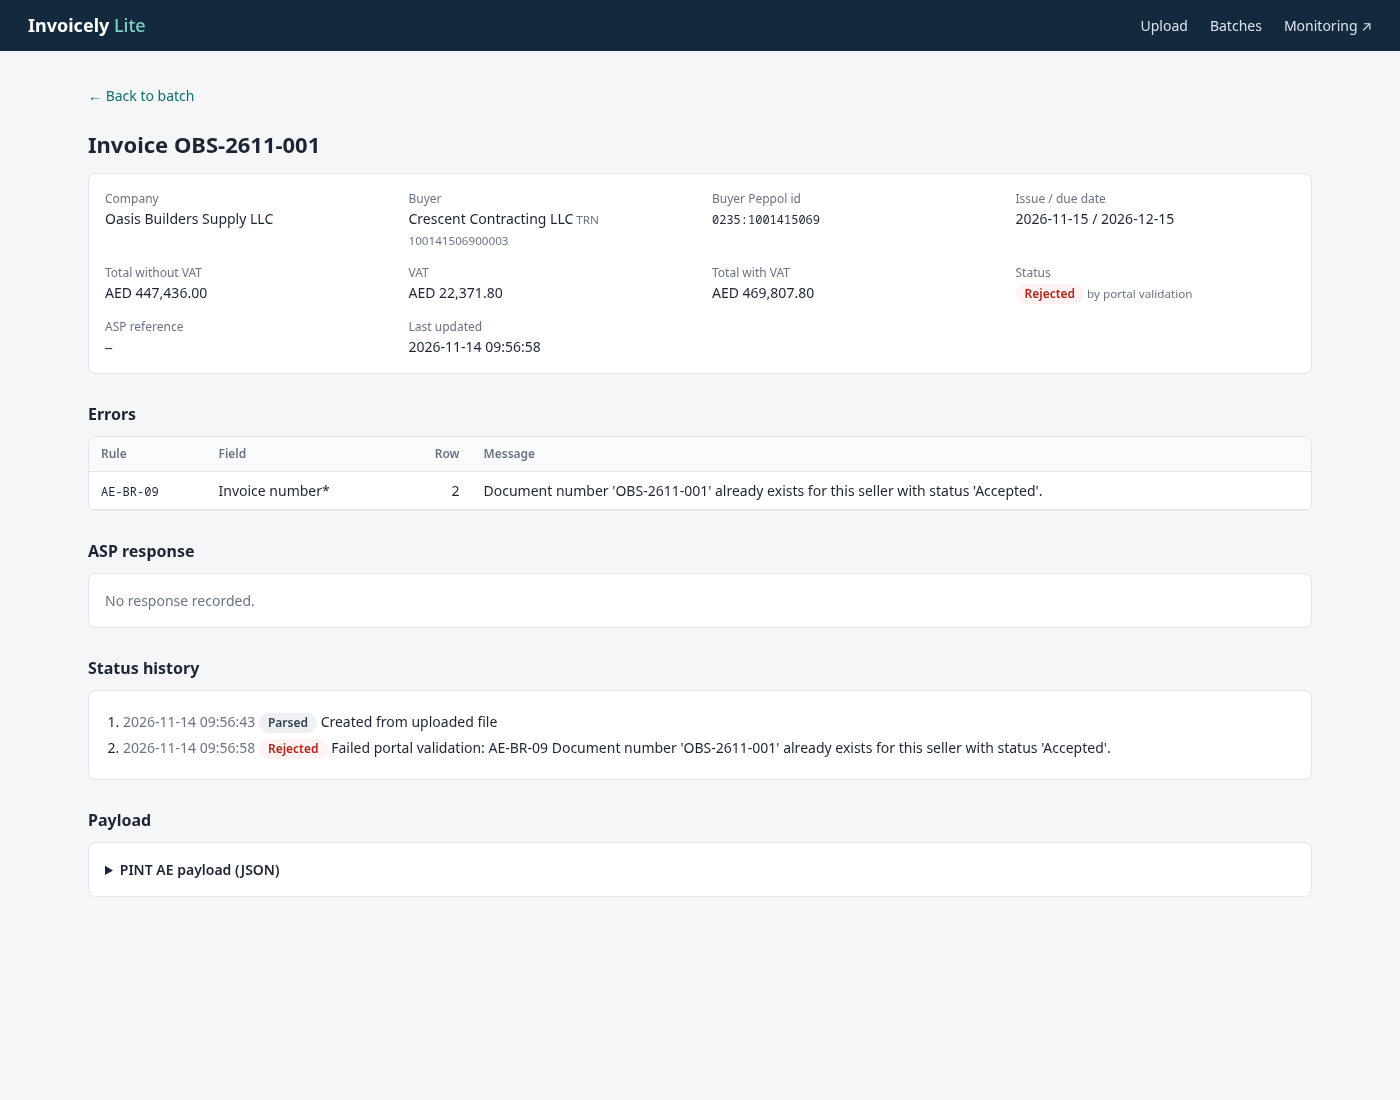 Invoicely Lite
Upload Batches Monitoring ↗
← Back to batch
Invoice OBS-2611-001
Company
Oasis Builders Supply LLC
Buyer
Crescent Contracting LLC TRN
100141506900003
Buyer Peppol id
0235:1001415069
Issue / due date
2026-11-15 / 2026-12-15
Total without VAT
AED 447,436.00
VAT
AED 22,371.80
Total with VAT
AED 469,807.80
Status
Rejected by portal validation
ASP reference
—
Last updated
2026-11-14 09:56:58
Errors
Rule Field Row Message
AE-BR-09 Invoice number* 2 Document number 'OBS-2611-001' already exists for this seller with status 'Accepted'.
ASP response
No response recorded.
Status history
1. 2026-11-14 09:56:43 Parsed Created from uploaded file
2. 2026-11-14 09:56:58 Rejected Failed portal validation: AE-BR-09 Document number 'OBS-2611-001' already exists for this seller with status 'Accepted'.
Payload
▶ PINT AE payload (JSON)